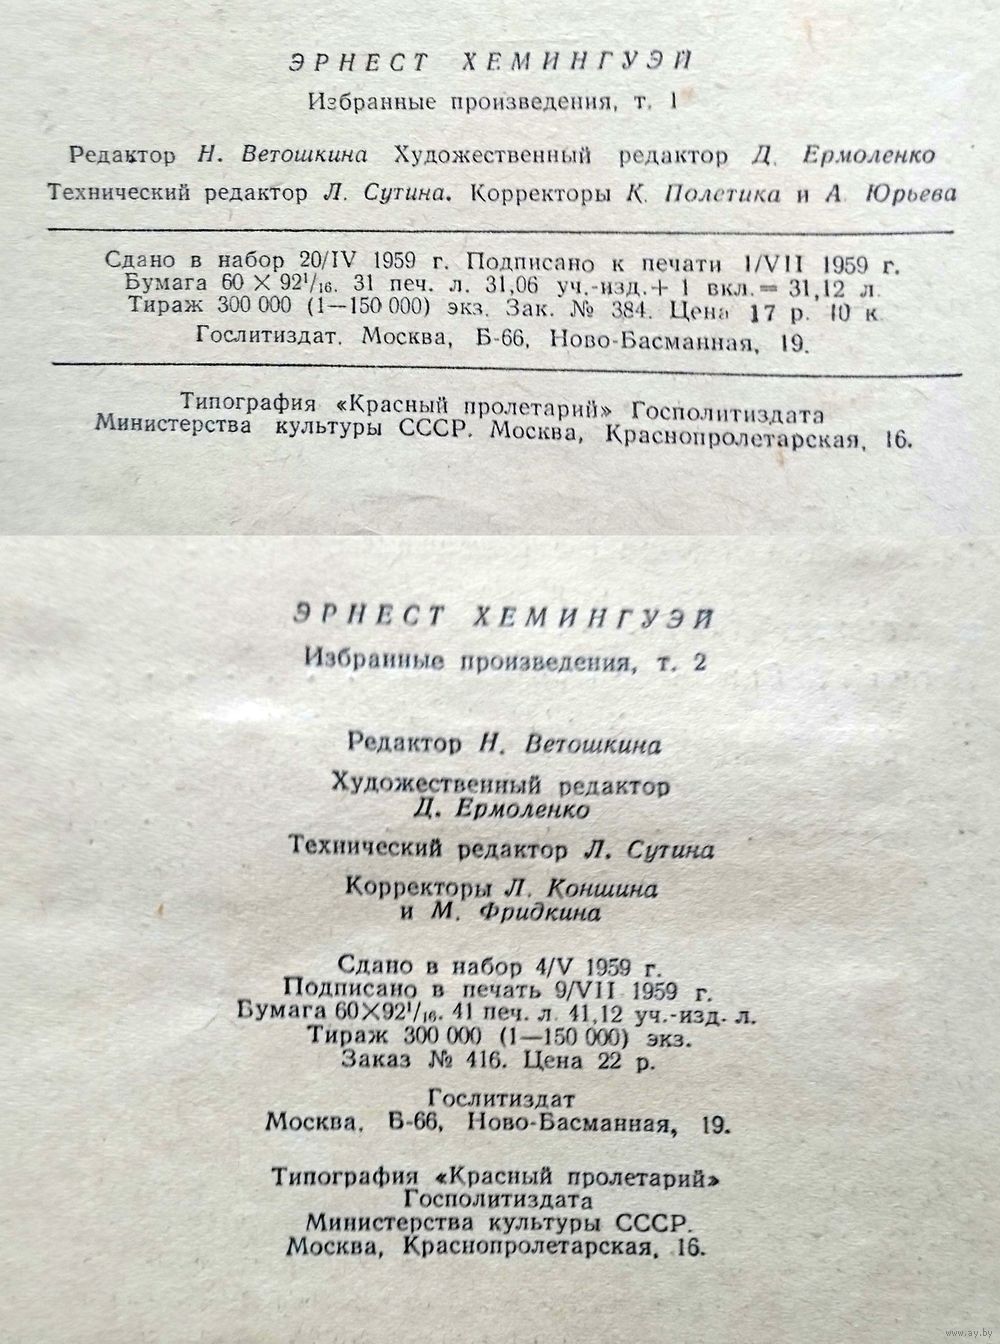 ЭРНЕСТ ХЕМИНГУЭЙ
Избранные произведения, т. 1
Редактор Н. Ветошкина Художественный редактор Д. Ермоленко
Технический редактор Л. Сутина. Корректоры К. Полетика и А. Юрьева
Сдано в набор 20/IV 1959 г. Подписано к печати 1/VII 1959 г.
Бумага 60 × 92¹/₁₆. 31 печ. л. 31,06 уч.-изд. + 1 вкл. = 31,12 л.
Тираж 300 000 (1—150 000) экз. Зак. № 384. Цена 17 р. 10 к.
Гослитиздат. Москва, Б-66, Ново-Басманная, 19.
Типография «Красный пролетарий» Госполитиздата
Министерства культуры СССР. Москва, Краснопролетарская, 16.
ЭРНЕСТ ХЕМИНГУЭЙ
Избранные произведения, т. 2
Редактор Н. Ветошкина
Художественный редактор
Д. Ермоленко
Технический редактор Л. Сутина
Корректоры Л. Коншина
и М. Фридкина
Сдано в набор 4/V 1959 г.
Подписано в печать 9/VII 1959 г.
Бумага 60×92¹/₁₆. 41 печ. л. 41,12 уч.-изд. л.
Тираж 300 000 (1—150 000) экз.
Заказ № 416. Цена 22 р.
Гослитиздат
Москва, Б-66, Ново-Басманная, 19.
Типография «Красный пролетарий»
Госполитиздата
Министерства культуры СССР.
Москва, Краснопролетарская, 16.
www.ay.by